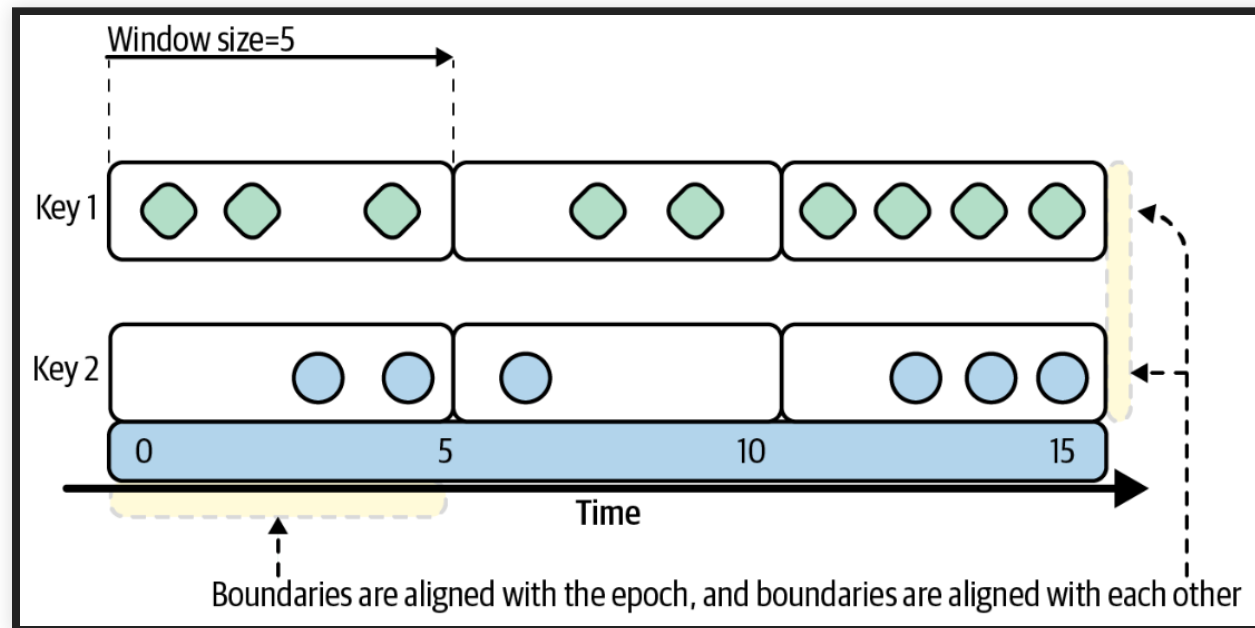 Window size=5
Key 1
Key 2
0 5 10 15
Time
Boundaries are aligned with the epoch, and boundaries are aligned with each other